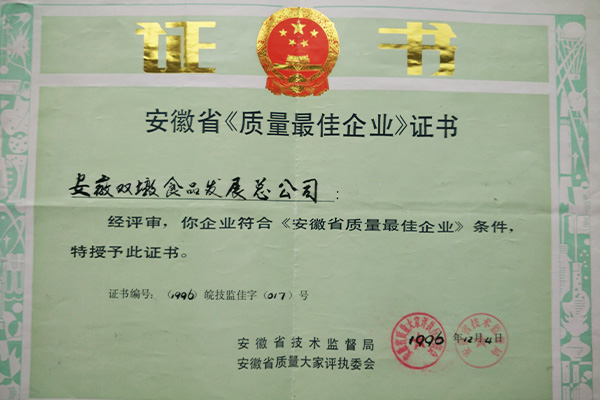 证书
安徽省《质量最佳企业》证书
安徽双墩食品发展总公司：
经评审，你企业符合《安徽省质量最佳企业》条件，
特授予此证书。
证书编号：（1996）皖技监佳字（017）号
安徽省技术监督局
安徽省质量大家评执委会
1996年12月4日